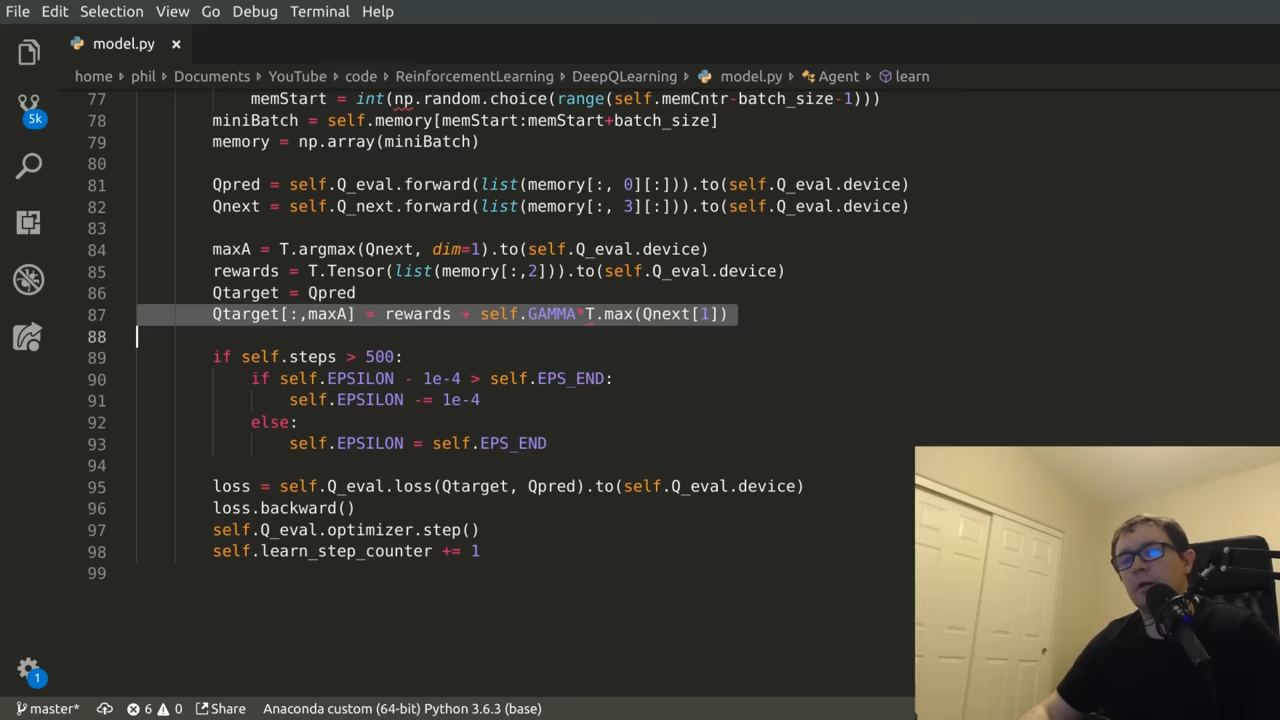 File Edit Selection View Go Debug Terminal Help
model.py ×
home › phil › Documents › YouTube › code › ReinforcementLearning › DeepQLearning › model.py › Agent › learn
77 memStart = int(np.random.choice(range(self.memCntr-batch_size-1)))
78 miniBatch = self.memory[memStart:memStart+batch_size]
79 memory = np.array(miniBatch)
80
81 Qpred = self.Q_eval.forward(list(memory[:, 0][:])).to(self.Q_eval.device)
82 Qnext = self.Q_next.forward(list(memory[:, 3][:])).to(self.Q_eval.device)
83
84 maxA = T.argmax(Qnext, dim=1).to(self.Q_eval.device)
85 rewards = T.Tensor(list(memory[:,2])).to(self.Q_eval.device)
86 Qtarget = Qpred
87 Qtarget[:,maxA] = rewards + self.GAMMA*T.max(Qnext[1])
88
89 if self.steps > 500:
90 if self.EPSILON - 1e-4 > self.EPS_END:
91 self.EPSILON -= 1e-4
92 else:
93 self.EPSILON = self.EPS_END
94
95 loss = self.Q_eval.loss(Qtarget, Qpred).to(self.Q_eval.device)
96 loss.backward()
97 self.Q_eval.optimizer.step()
98 self.learn_step_counter += 1
99
5k
1
master* 6 0 Share Anaconda custom (64-bit) Python 3.6.3 (base)